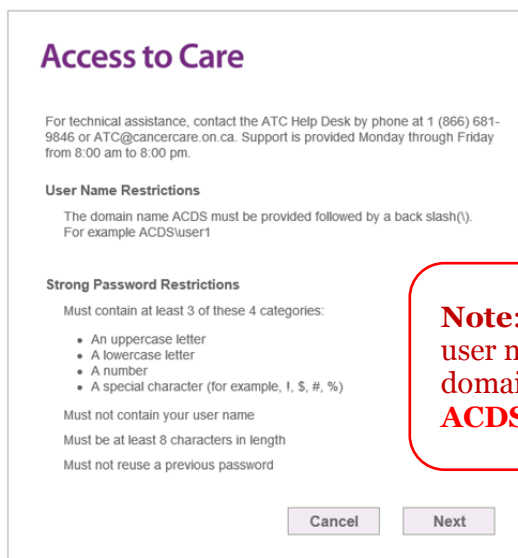 Access to Care
For technical assistance, contact the ATC Help Desk by phone at 1 (866) 681-
9846 or ATC@cancercare.on.ca. Support is provided Monday through Friday
from 8:00 am to 8:00 pm.
User Name Restrictions
The domain name ACDS must be provided followed by a back slash(\).
For example ACDS\user1
Strong Password Restrictions
Must contain at least 3 of these 4 categories:
• An uppercase letter
• A lowercase letter
• A number
• A special character (for example, !, $, #, %)
Must not contain your user name
Must be at least 8 characters in length
Must not reuse a previous password
Note:
user
ACDS
Cancel Next